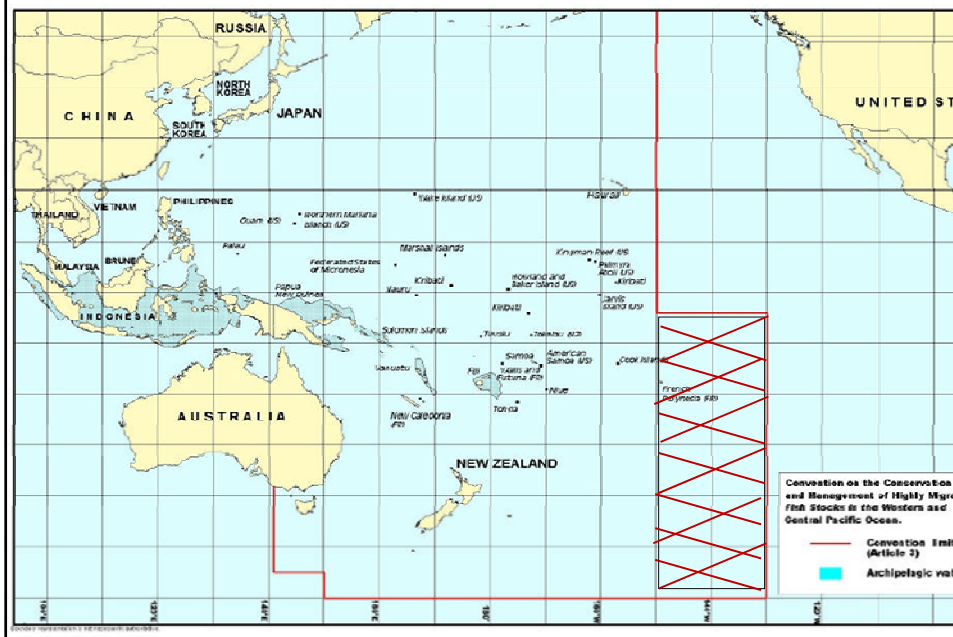 RUSSIA
NORTH
KOREA
CHINA
JAPAN
SOUTH
KOREA
UNITED ST
Wake Island (US)
Hawaii
THAILAND
VIETNAM
PHILIPPINES
Guam (US)
Northern Mariana
Islands (US)
Palau
Marshall Islands
Kingman Reef (US
Federated States
of Micronesia
Palmyra
Atoll (US)
MALAYSIA
BRUNEI
Kiribati
Howland and
Baker Island (US)
Kiribati
Papua
New Guinea
Nauru
Jarvis
Island (US)
INDONESIA
Kiribati
Solomon Islands
Tuvalu
Samoa
American
Samoa (US)
Cook Islands
Vanuatu
Fiji
Wallis and
Futuna (FR)
Niue
French
Polynesia (FR)
Tonga
AUSTRALIA
New Caledonia
(FR)
NEW ZEALAND
Convention on the Conservation
and Management of Highly Migra
Fish Stocks in the Western and
Central Pacific Ocean.
Convention limit
(Article 3)
Archipelagic wat
120°W